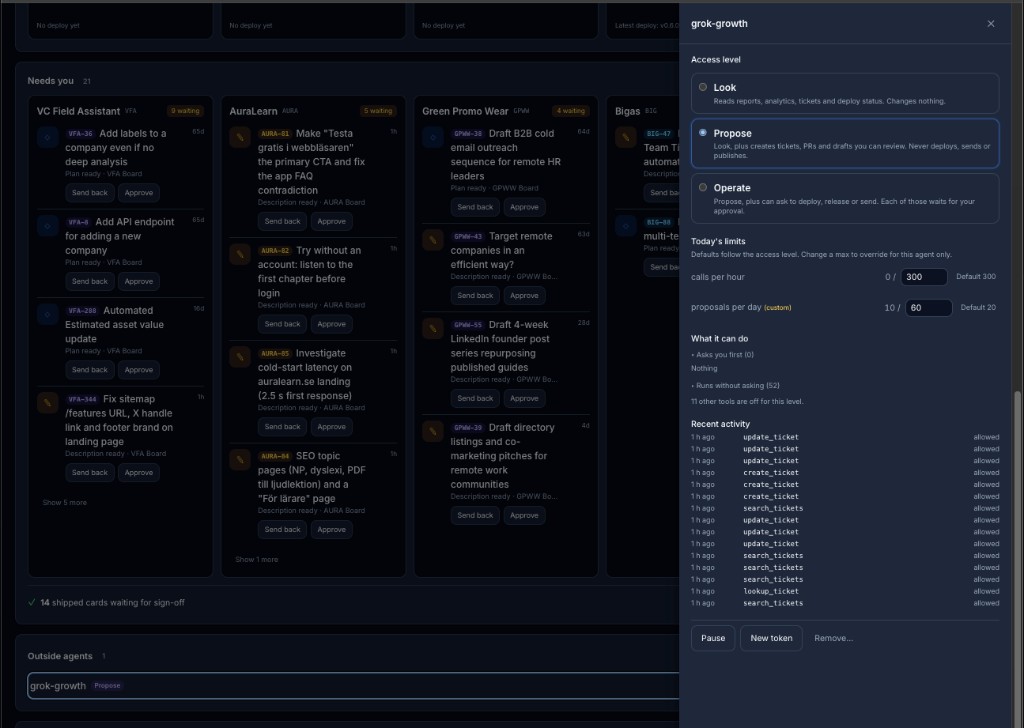 No deploy yet
No deploy yet
No deploy yet
Latest deploy: v0.6.0
Needs you 21
VC Field Assistant VFA 9 waiting
VFA-36 Add labels to a 65d
company even if no
deep analysis
Plan ready · VFA Board
Send back Approve
VFA-8 Add API endpoint 65d
for adding a new
company
Plan ready · VFA Board
Send back Approve
VFA-288 Automated 18d
Estimated asset value
update
Plan ready · VFA Board
Send back Approve
VFA-344 Fix sitemap 1h
/features URL, X handle
link and footer brand on
landing page
Description ready · VFA Board
Send back Approve
Show 5 more
AuraLearn AURA 5 waiting
AURA-81 Make "Testa 1h
gratis i webbläsaren"
the primary CTA and fix
the app FAQ
contradiction
Description ready · AURA Board
Send back Approve
AURA-82 Try without an 1h
account: listen to the
first chapter before
login
Description ready · AURA Board
Send back Approve
AURA-85 Investigate 1h
cold-start latency on
auralearn.se landing
(2.5 s first response)
Description ready · AURA Board
Send back Approve
AURA-84 SEO topic 1h
pages (NP, dyslexi, PDF
till ljudlektion) and a
"För lärare" page
Description ready · AURA Board
Send back Approve
Show 1 more
Green Promo Wear GPWW 4 waiting
GPWW-38 Draft B2B cold 64d
email outreach
sequence for remote HR
leaders
Plan ready · GPWW Board
Send back Approve
GPWW-43 Target remote 63d
companies in an
efficient way?
Description ready · GPWW Bo...
Send back Approve
GPWW-55 Draft 4-week 23d
LinkedIn founder post
series repurposing
published guides
Description ready · GPWW Bo...
Send back Approve
GPWW-39 Draft directory 4d
listings and co-
marketing pitches for
remote work
communities
Description ready · GPWW Bo...
Send back Approve
Bigas BIG
BIG-47
Team Ti
automat
Descriptio
Send ba
BIG-88
multi-te
Plan ready
Send ba
✓ 14 shipped cards waiting for sign-off
Outside agents 1
grok-growth Propose
grok-growth ×
Access level
Look
Reads reports, analytics, tickets and deploy status. Changes nothing.
Propose
Look, plus creates tickets, PRs and drafts you can review. Never deploys, sends or
publishes.
Operate
Propose, plus can ask to deploy, release or send. Each of those waits for your
approval.
Today's limits
Defaults follow the access level. Change a max to override for this agent only.
calls per hour 0 / 300 Default 300
proposals per day (custom) 10 / 60 Default 20
What it can do
• Asks you first (0)
Nothing
• Runs without asking (52)
11 other tools are off for this level.
Recent activity
1 h ago update_ticket allowed
1 h ago update_ticket allowed
1 h ago update_ticket allowed
1 h ago create_ticket allowed
1 h ago create_ticket allowed
1 h ago create_ticket allowed
1 h ago search_tickets allowed
1 h ago update_ticket allowed
1 h ago update_ticket allowed
1 h ago update_ticket allowed
1 h ago search_tickets allowed
1 h ago search_tickets allowed
1 h ago search_tickets allowed
1 h ago lookup_ticket allowed
1 h ago search_tickets allowed
Pause New token Remove...